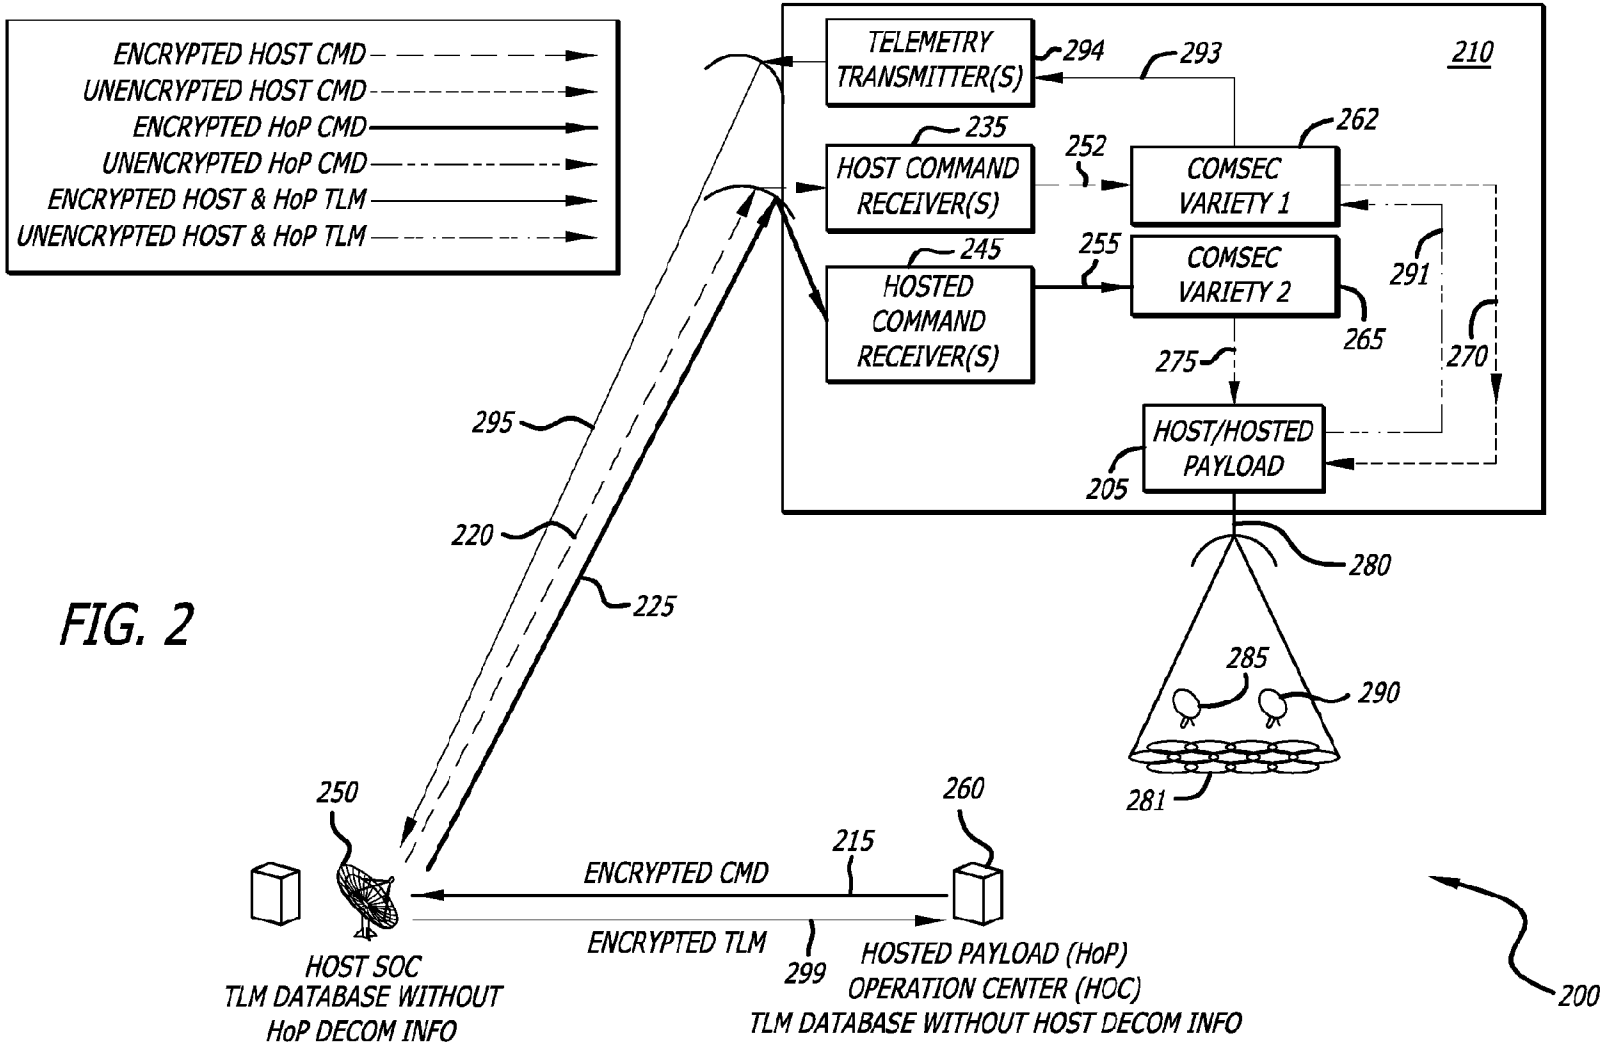 ENCRYPTED HOST CMD
UNENCRYPTED HOST CMD
ENCRYPTED HoP CMD
UNENCRYPTED HoP CMD
ENCRYPTED HOST & HoP TLM
UNENCRYPTED HOST & HoP TLM
210
TELEMETRY
TRANSMITTER(S)
294
293
235
HOST COMMAND
RECEIVER(S)
252
262
COMSEC
VARIETY 1
245
HOSTED
COMMAND
RECEIVER(S)
255
COMSEC
VARIETY 2
265
291
270
275
HOST/HOSTED
PAYLOAD
205
295
220
225
280
285
290
281
FIG. 2
250
260
215
ENCRYPTED CMD
ENCRYPTED TLM
299
HOST SOC
TLM DATABASE WITHOUT
HoP DECOM INFO
HOSTED PAYLOAD (HoP)
OPERATION CENTER (HOC)
TLM DATABASE WITHOUT HOST DECOM INFO
200